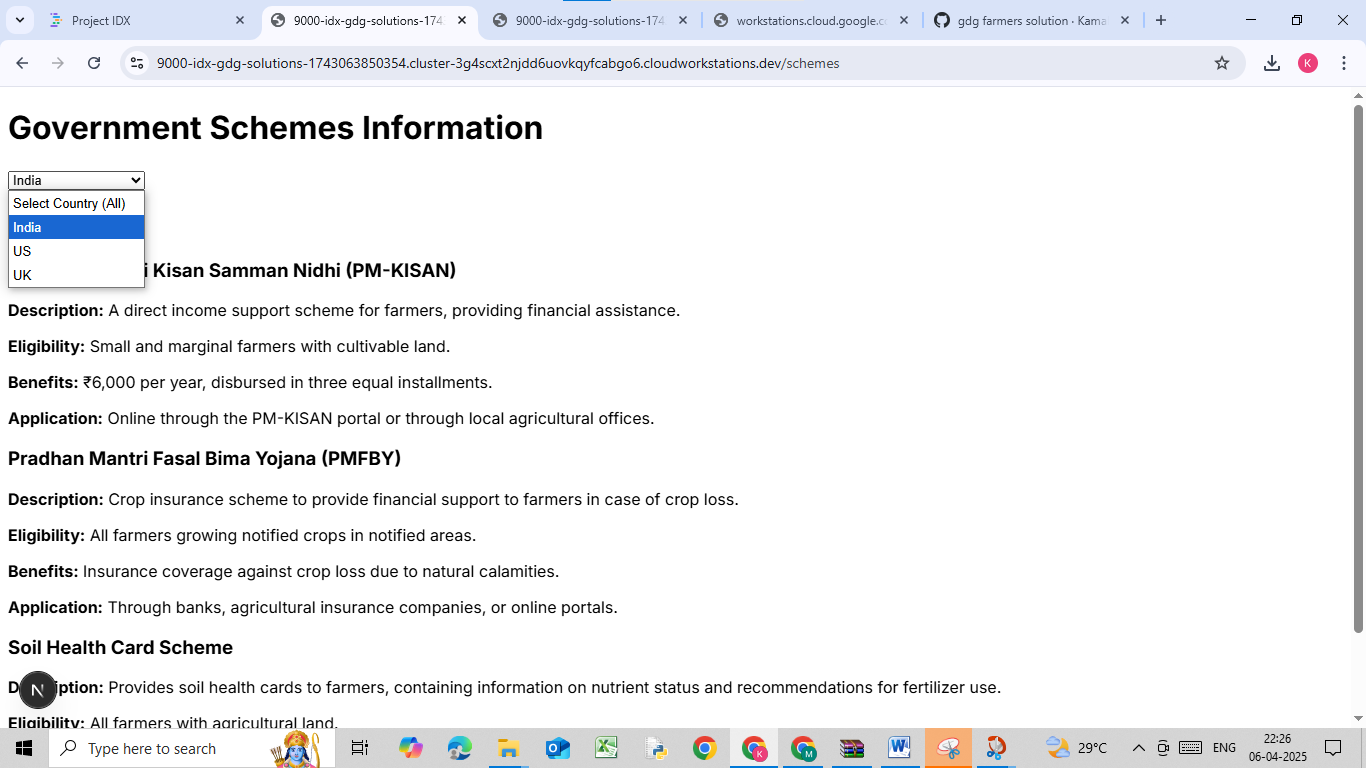 Project IDX
9000-idx-gdg-solutions-174
9000-idx-gdg-solutions-174
workstations.cloud.google.c
gdg farmers solution · Kama
9000-idx-gdg-solutions-1743063850354.cluster-3g4scxt2njdd6uovkqyfcabgo6.cloudworkstations.dev/schemes
K
Government Schemes Information
India
Select Country (All)
India
US
UK
i Kisan Samman Nidhi (PM-KISAN)
Description: A direct income support scheme for farmers, providing financial assistance.
Eligibility: Small and marginal farmers with cultivable land.
Benefits: ₹6,000 per year, disbursed in three equal installments.
Application: Online through the PM-KISAN portal or through local agricultural offices.
Pradhan Mantri Fasal Bima Yojana (PMFBY)
Description: Crop insurance scheme to provide financial support to farmers in case of crop loss.
Eligibility: All farmers growing notified crops in notified areas.
Benefits: Insurance coverage against crop loss due to natural calamities.
Application: Through banks, agricultural insurance companies, or online portals.
Soil Health Card Scheme
D iption: Provides soil health cards to farmers, containing information on nutrient status and recommendations for fertilizer use.
N
Eligibility: All farmers with agricultural land.
Type here to search
29°C
ENG
22:26
06-04-2025